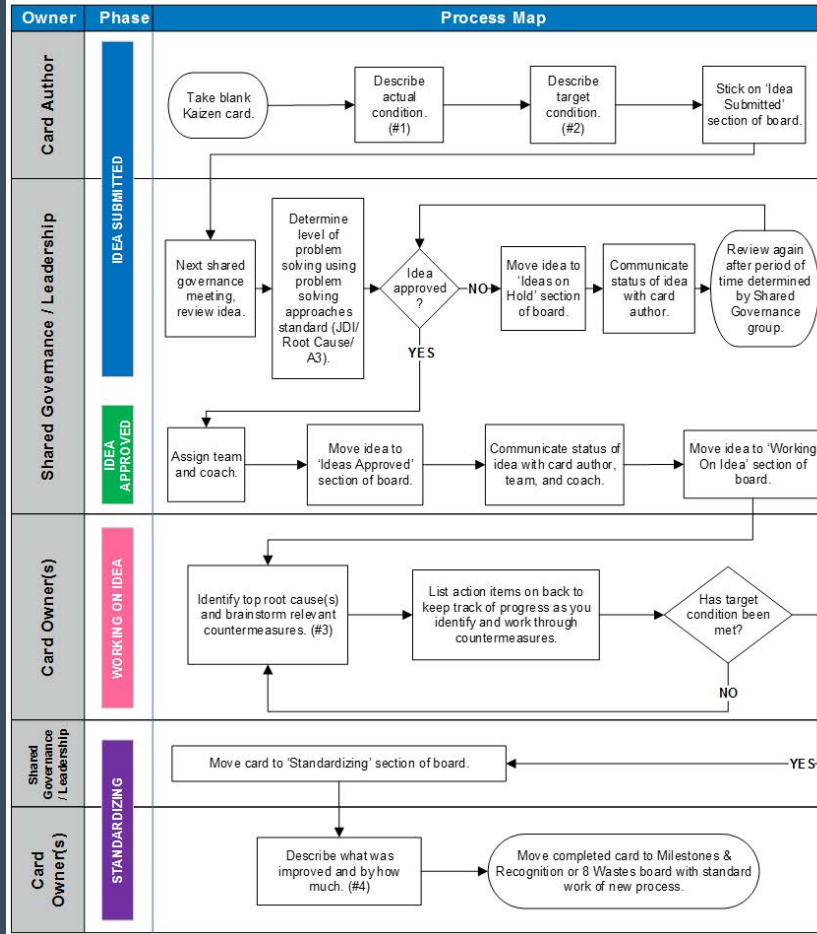 Owner
Phase
Process Map
Card Author
IDEA SUBMITTED
Take blank
Kaizen card.
Describe
actual
condition.
(#1)
Describe
target
condition.
(#2)
Stick on ‘Idea
Submitted’
section of
board.
Shared Governance / Leadership
Next shared
governance
meeting,
review idea.
Determine
level of
problem
solving using
problem
solving
approaches
standard (JDI/
Root Cause/
A3).
Idea
approved
?
NO
Move idea to
‘Ideas on
Hold’ section
of board.
Communicate
status of idea
with card
author.
Review again
after period of
time determined
by Shared
Governance
group.
YES
IDEA
APPROVED
Assign team
and coach.
Move idea to
‘Ideas Approved’
section of board.
Communicate status of
idea with card author,
team, and coach.
Move idea to ‘Working
On Idea’ section of
board.
Card Owner(s)
WORKING ON IDEA
Identify top root cause(s)
and brainstorm relevant
countermeasures. (#3)
List action items on back to
keep track of progress as you
identify and work through
countermeasures.
Has target
condition been
met?
NO
Shared
Governance
/ Leadership
STANDARDIZING
Move card to ‘Standardizing’ section of board.
YES
Card
Owner(s)
Describe what was
improved and by how
much. (#4)
Move completed card to Milestones &
Recognition or 8 Wastes board with standard
work of new process.